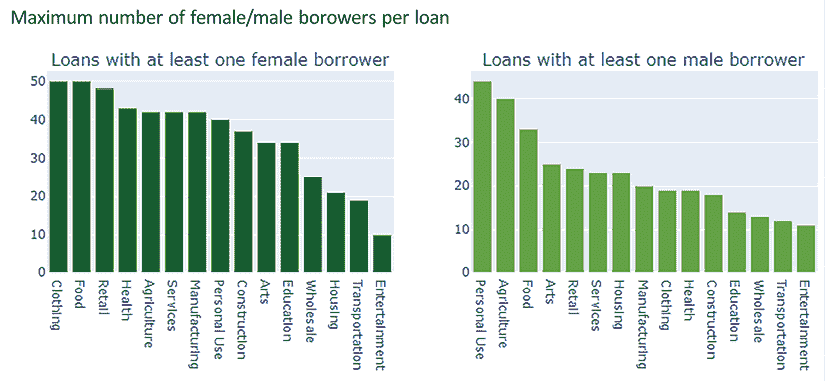 Maximum number of female/male borowers per loan
Loans with at least one female borrower
50
40
30
20
10
0
Clothing
Food
Retail
Health
Agriculture
Services
Manufacturing
Personal Use
Construction
Arts
Education
Wholesale
Housing
Transportation
Entertainment
Loans with at least one male borrower
40
30
20
10
0
Personal Use
Agriculture
Food
Arts
Retail
Services
Housing
Manufacturing
Clothing
Health
Construction
Education
Wholesale
Transportation
Entertainment